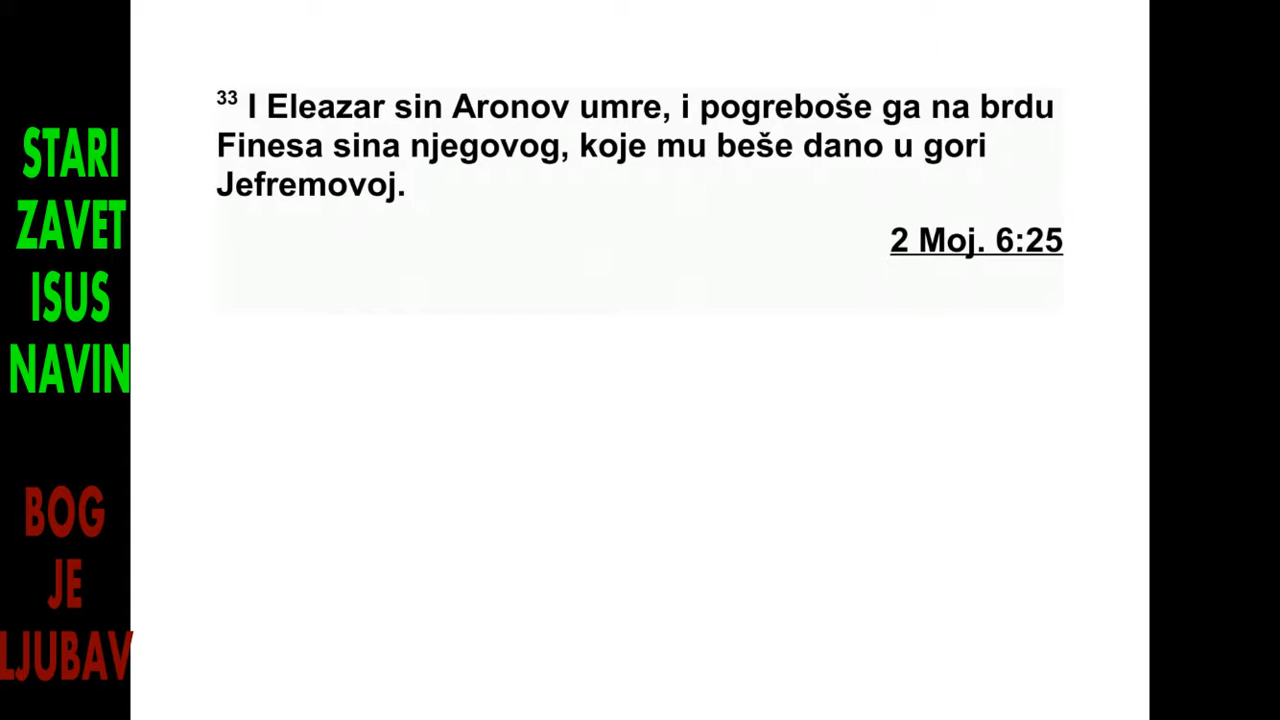 STARI
ZAVET
ISUS
NAVIN
BOG
JE
LJUBAV
33 I Eleazar sin Aronov umre, i pogreboše ga na brdu
Finesa sina njegovog, koje mu beše dano u gori
Jefremovoj.
2 Moj. 6:25